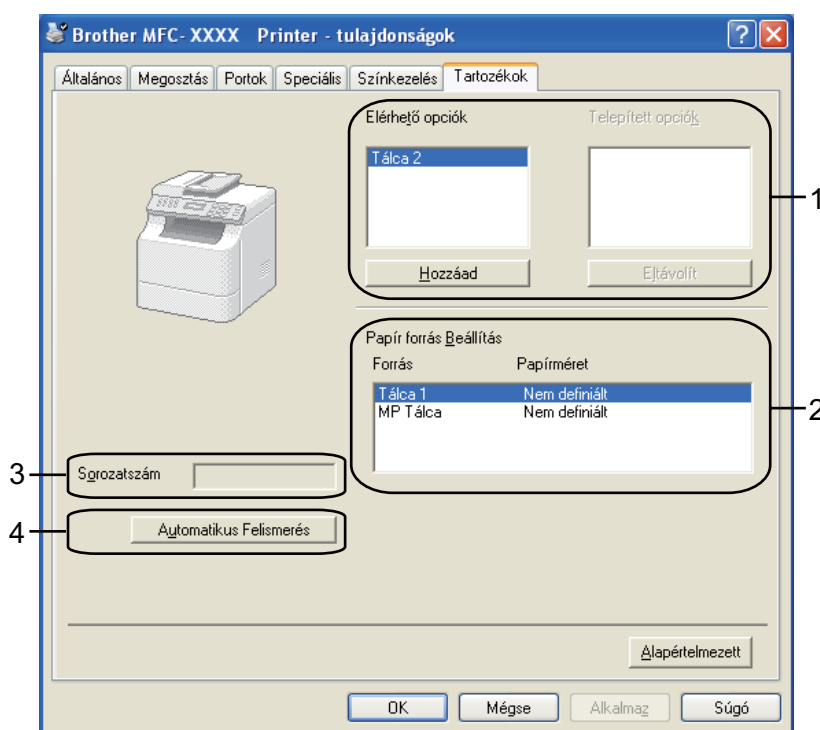 Brother MFC- XXXX Printer - tulajdonságok
Általános Megosztás Portok Speciális Színkezelés Tartozékok
Elérhető opciók Telepített opciók
Tálca 2
1
Hozzáad Eltávolít
Papír forrás Beállítás
Forrás Papírméret
Tálca 1 Nem definiált
MP Tálca Nem definiált
2
3 Sorozatszám
4 Automatikus Felismerés
Alapértelmezett
OK Mégse Alkalmaz Súgó